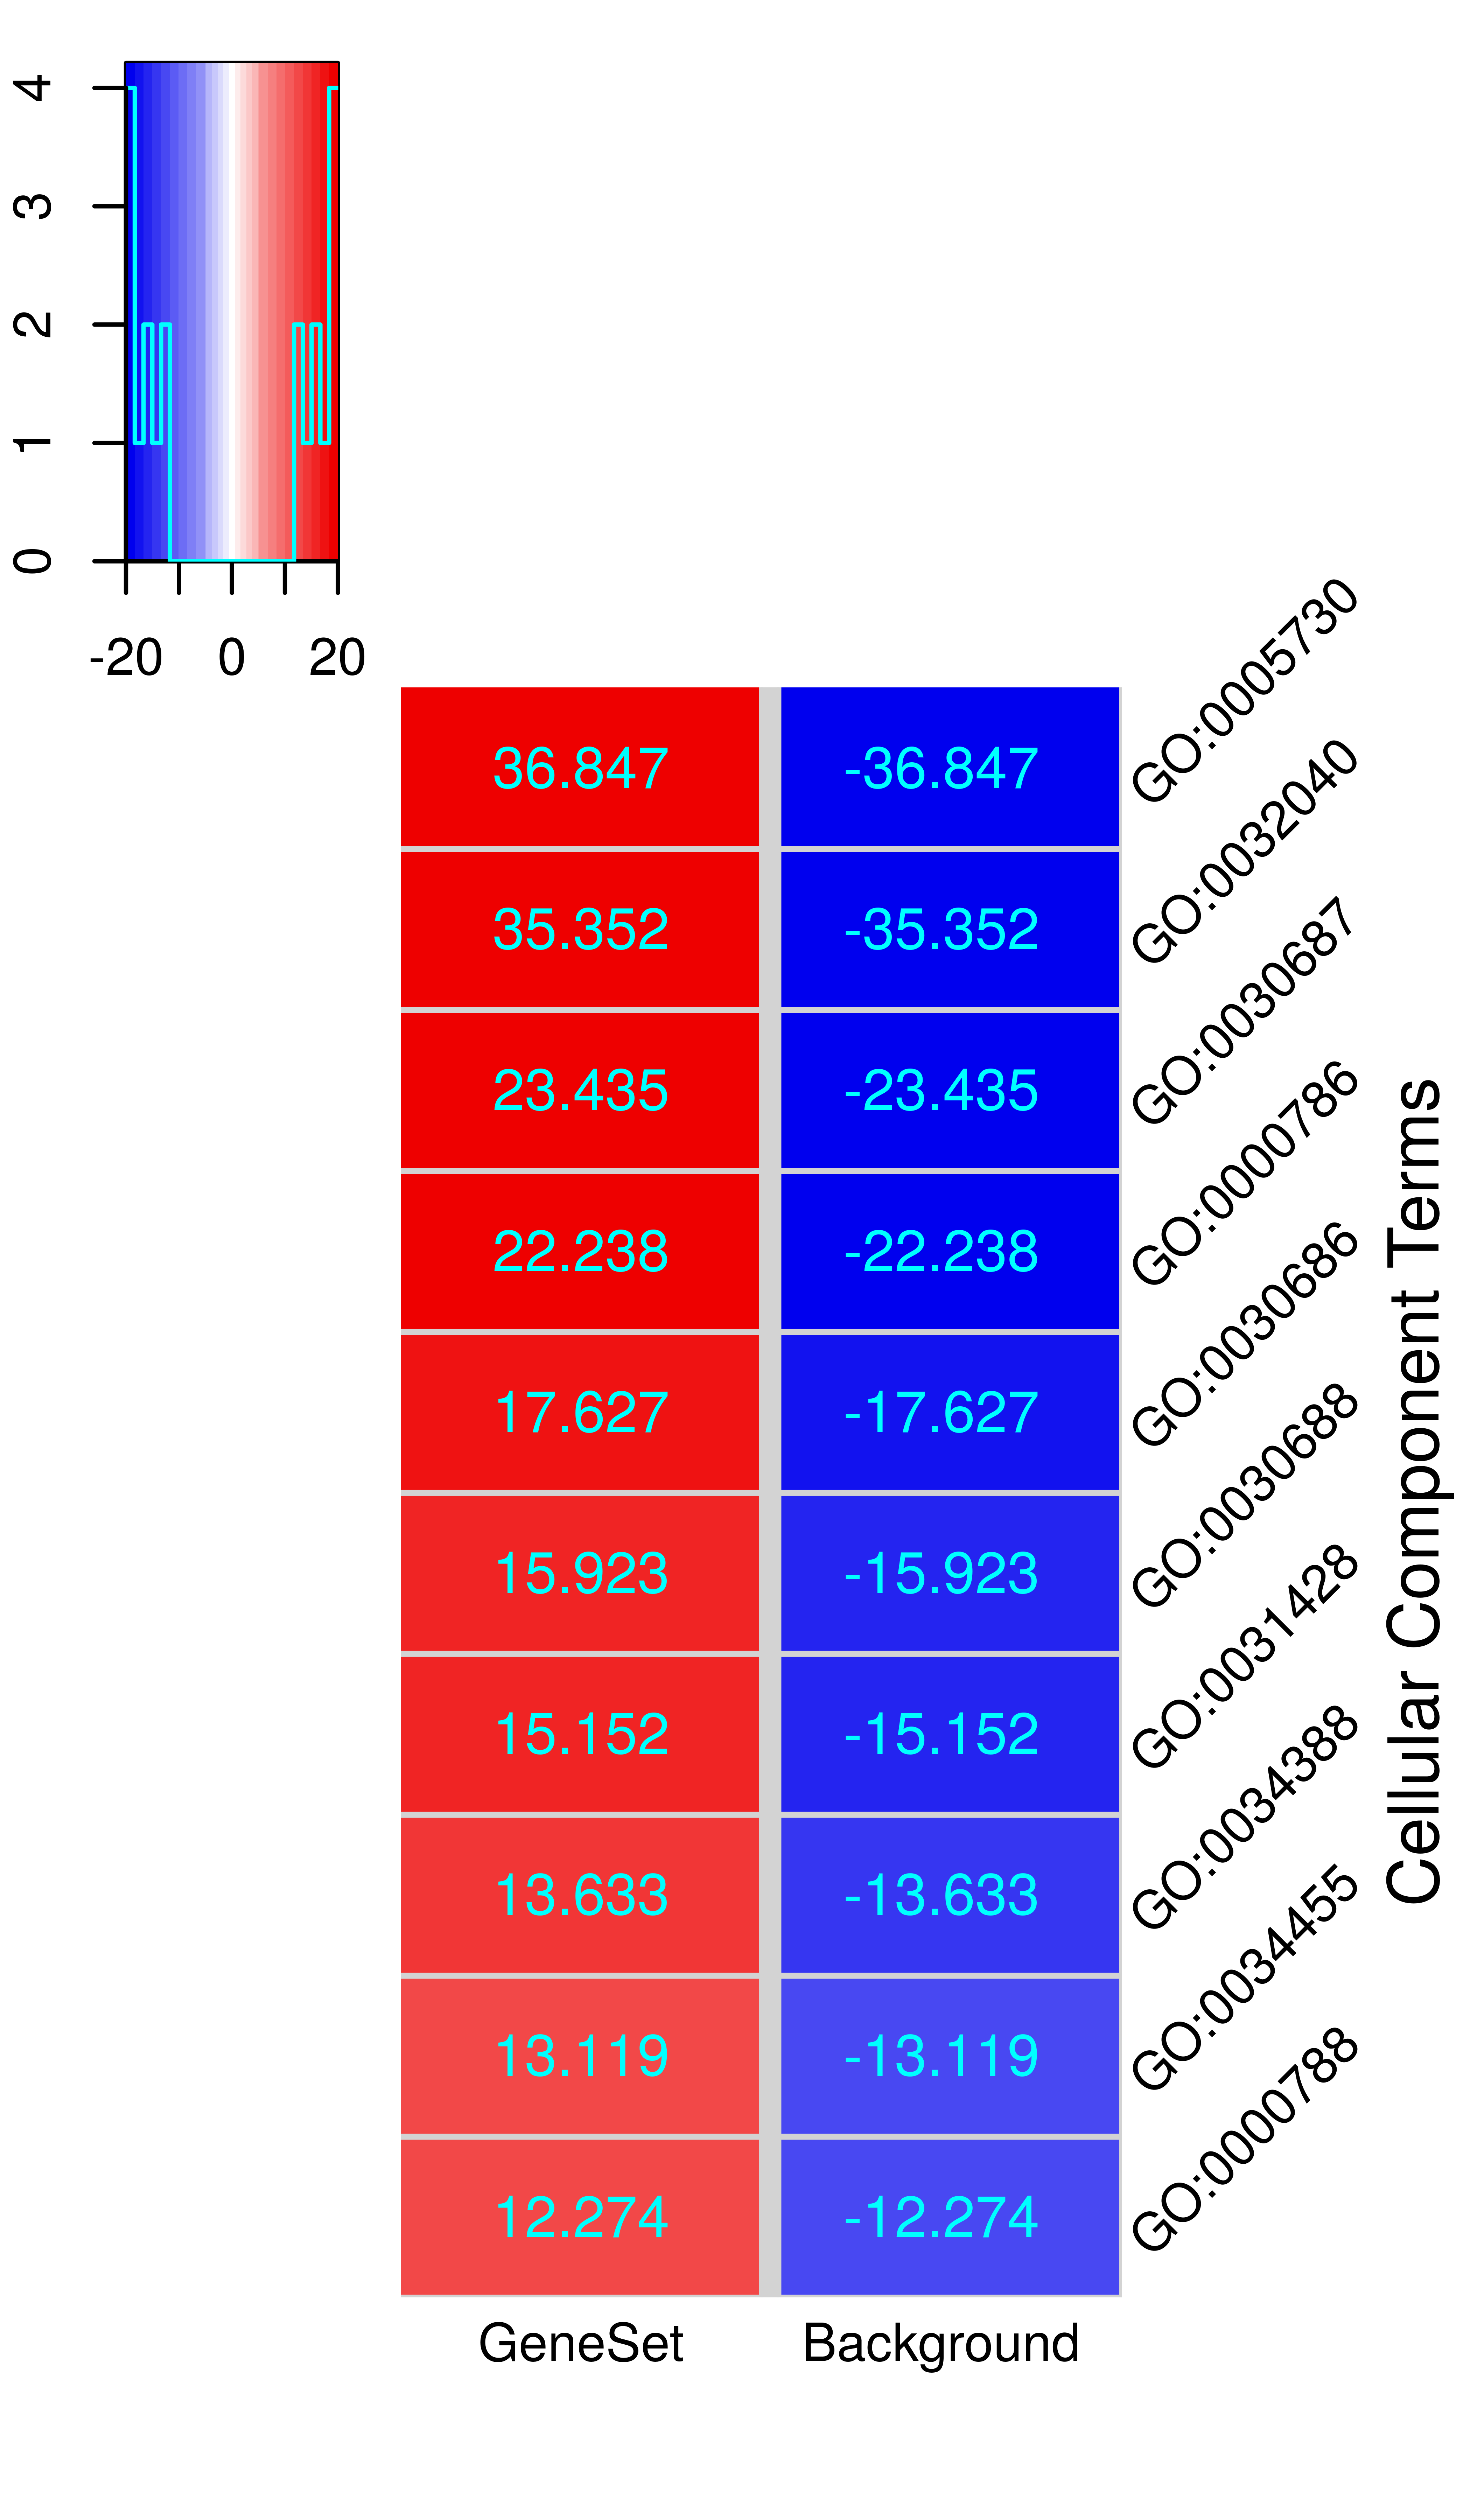 4
3
2
1
0
-20 0 20
36.847 -36.847 GO:0005730
35.352 -35.352 GO:0032040
23.435 -23.435 GO:0030687
22.238 -22.238 GO:0000786
17.627 -17.627 GO:0030686
15.923 -15.923 GO:0030688
15.152 -15.152 GO:0031428
13.633 -13.633 GO:0034388
13.119 -13.119 GO:0034455
12.274 -12.274 GO:0000788
GeneSet Background
Cellular Component Terms